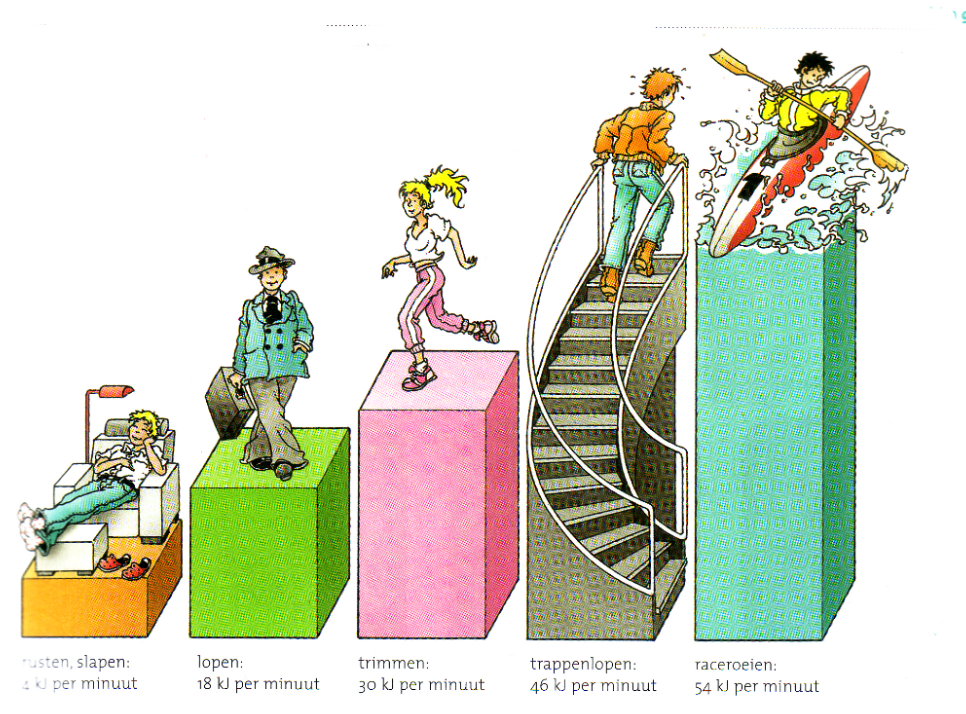 rusten, slapen:
4 kJ per minuut
lopen:
18 kJ per minuut
trimmen:
30 kJ per minuut
trappenlopen:
46 kJ per minuut
raceroeien:
54 kJ per minuut